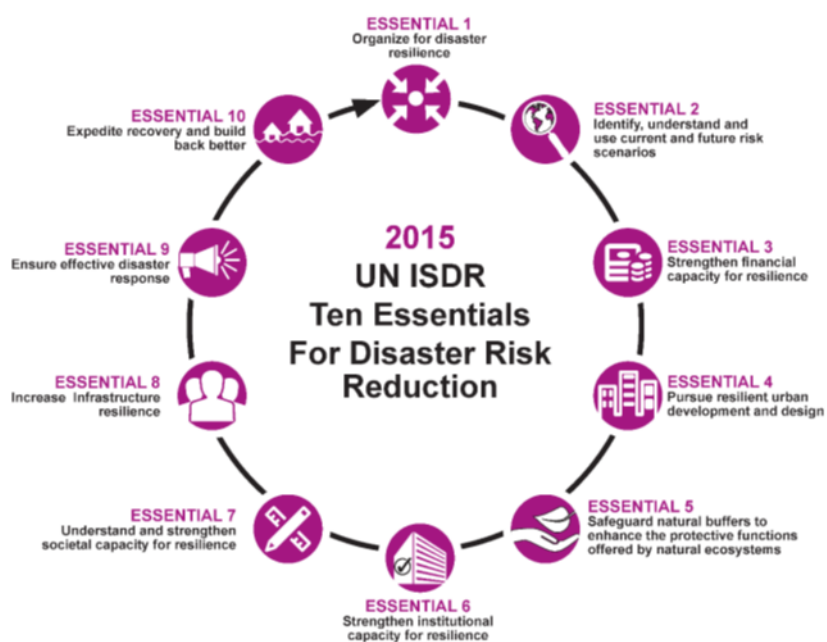 ESSENTIAL 1
Organize for disaster
resilience
ESSENTIAL 2
Identify, understand and
use current and future risk
scenarios
ESSENTIAL 3
Strengthen financial
capacity for resilience
ESSENTIAL 4
Pursue resilient urban
development and design
ESSENTIAL 5
Safeguard natural buffers to
enhance the protective functions
offered by natural ecosystems
ESSENTIAL 6
Strengthen institutional
capacity for resilience
ESSENTIAL 7
Understand and strengthen
societal capacity for resilience
ESSENTIAL 8
Increase Infrastructure
resilience
ESSENTIAL 9
Ensure effective disaster
response
ESSENTIAL 10
Expedite recovery and build
back better
2015
UN ISDR
Ten Essentials
For Disaster Risk
Reduction